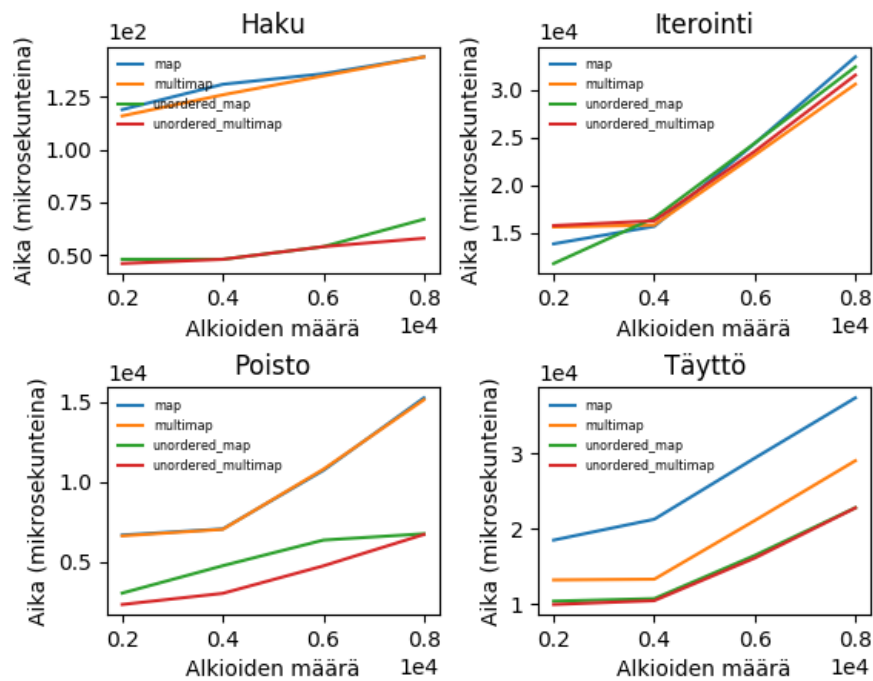 Haku
1e2
Aika (mikrosekunteina)
1.25
1.00
0.75
0.50
map
multimap
unordered_map
unordered_multimap
0.2 0.4 0.6 0.8
Alkioiden määrä
1e4
Iterointi
1e4
Aika (mikrosekunteina)
3.0
2.5
2.0
1.5
map
multimap
unordered_map
unordered_multimap
0.2 0.4 0.6 0.8
Alkioiden määrä
1e4
Poisto
1e4
Aika (mikrosekunteina)
1.5
1.0
0.5
map
multimap
unordered_map
unordered_multimap
0.2 0.4 0.6 0.8
Alkioiden määrä
1e4
Täyttö
1e4
Aika (mikrosekunteina)
3
2
1
map
multimap
unordered_map
unordered_multimap
0.2 0.4 0.6 0.8
Alkioiden määrä
1e4